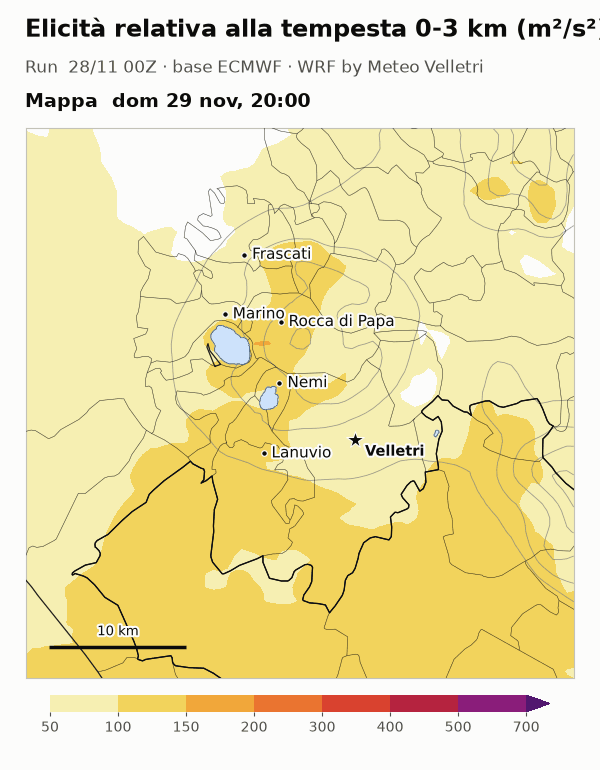 Elicità relativa alla tempesta 0-3 km (m²/s²)
Run 28/11 00Z · base ECMWF · WRF by Meteo Velletri
Mappa dom 29 nov, 20:00
Frascati
Marino
Rocca di Papa
Nemi
Velletri
Lanuvio
10 km
50 100 150 200 300 400 500 700